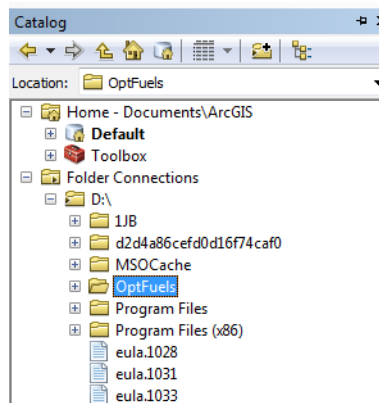 Catalog
Location: OptFuels
Home - Documents\ArcGIS
Default
Toolbox
Folder Connections
D:\
1JB
d2d4a86cefd0d16f74caf0
MSOCache
OptFuels
Program Files
Program Files (x86)
eula.1028
eula.1031
eula.1033